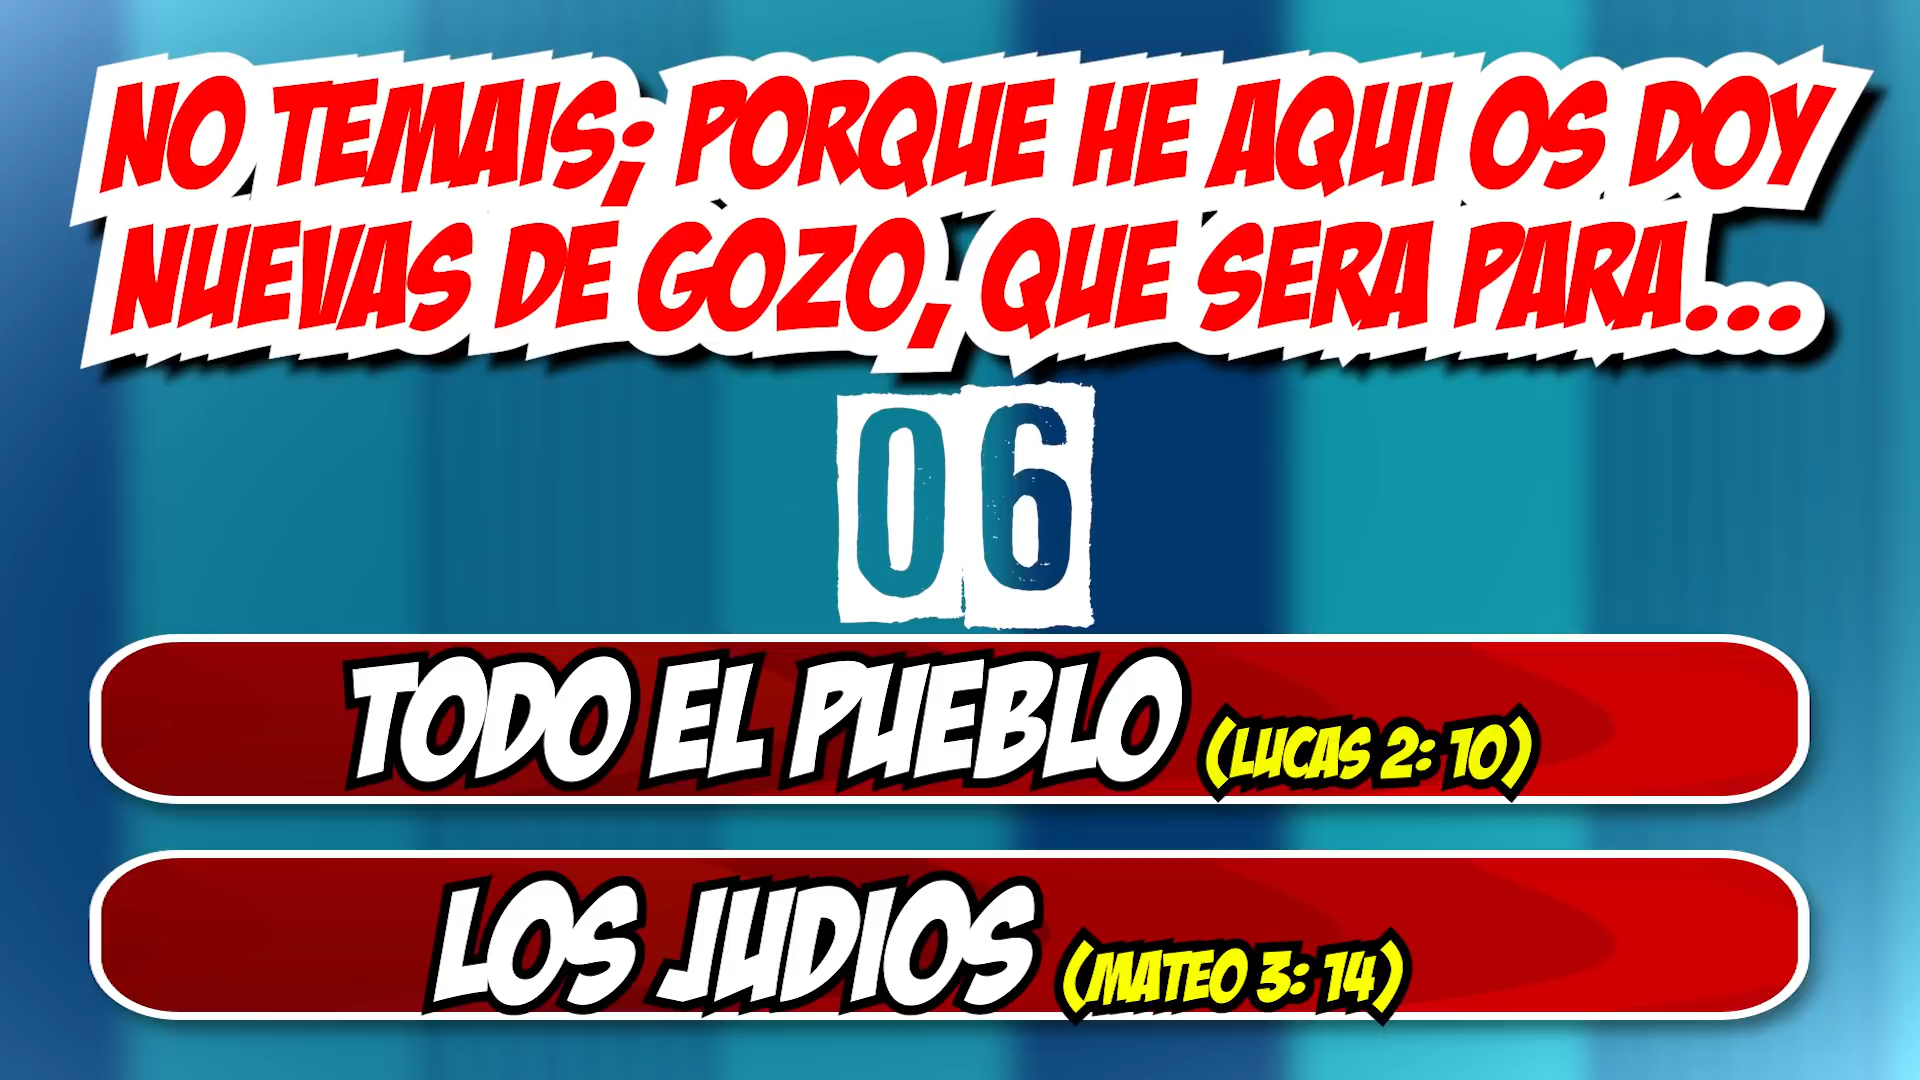 NO TEMAIS; PORQUE HE AQUI OS DOY
NUEVAS DE GOZO, QUE SERA PARA...
06
TODO EL PUEBLO (LUCAS 2: 10)
LOS JUDIOS (MATEO 3: 14)